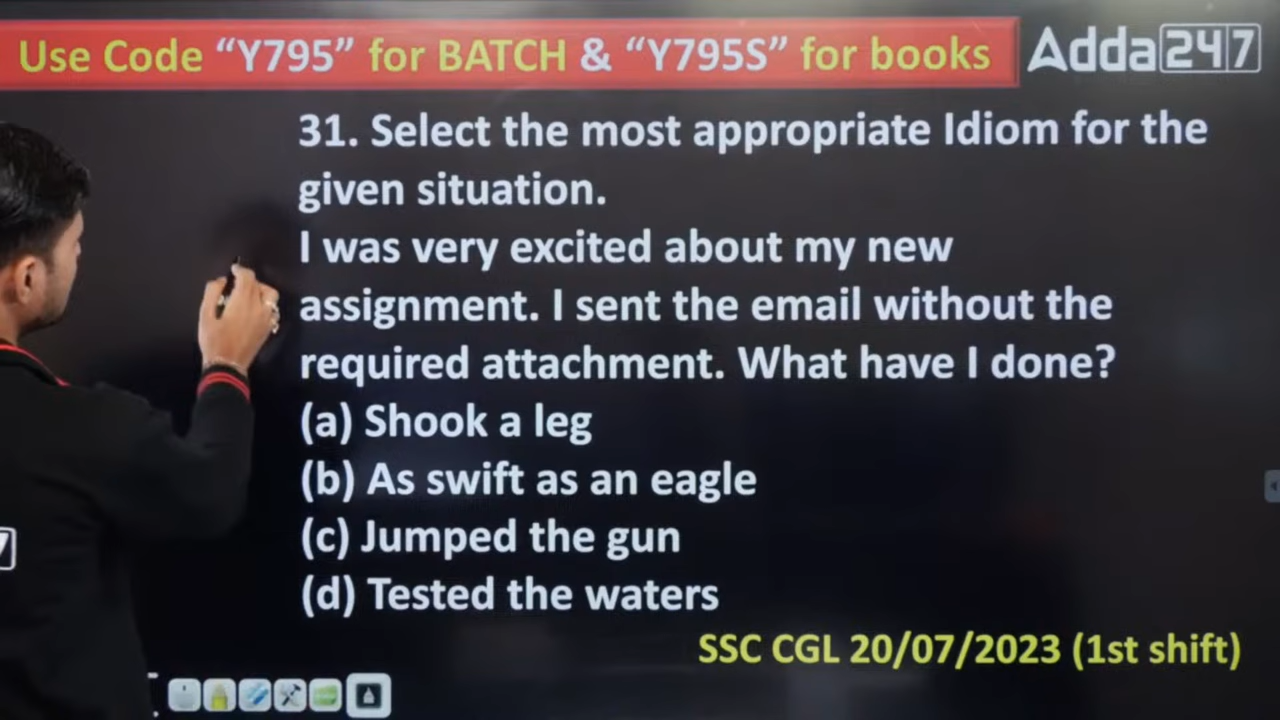 Use Code “Y795” for BATCH & “Y795S” for books
Adda247
31. Select the most appropriate Idiom for the
given situation.
I was very excited about my new
assignment. I sent the email without the
required attachment. What have I done?
(a) Shook a leg
(b) As swift as an eagle
(c) Jumped the gun
(d) Tested the waters
7
SSC CGL 20/07/2023 (1st shift)